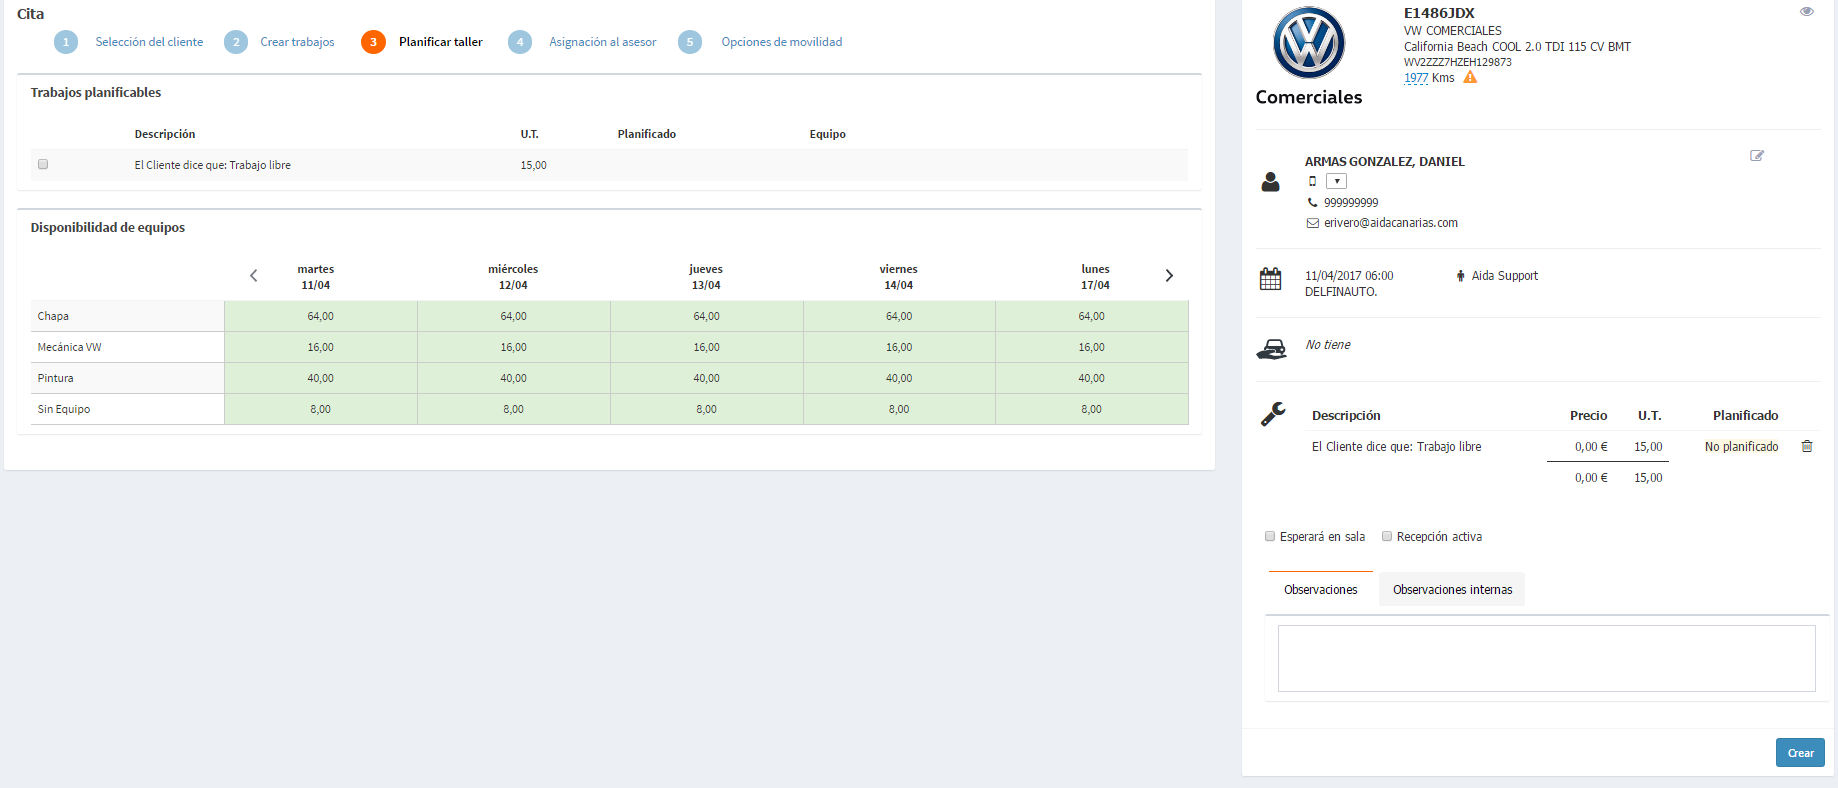 Cita
1 Selección del cliente 2 Crear trabajos 3 Planificar taller 4 Asignación al asesor 5 Opciones de movilidad
Trabajos planificables
Descripción U.T. Planificado Equipo
El Cliente dice que: Trabajo libre 15,00
Disponibilidad de equipos
martes miércoles jueves viernes lunes
11/04 12/04 13/04 14/04 17/04
Chapa 64,00 64,00 64,00 64,00 64,00
Mecánica VW 16,00 16,00 16,00 16,00 16,00
Pintura 40,00 40,00 40,00 40,00 40,00
Sin Equipo 8,00 8,00 8,00 8,00 8,00
Comerciales
E1486JDX
VW COMERCIALES
California Beach COOL 2.0 TDI 115 CV BMT
WV2ZZZ7HZEH129873
1977 Kms
ARMAS GONZALEZ, DANIEL
999999999
erivero@aidacanarias.com
11/04/2017 06:00 Aida Support
DELFINAUTO.
No tiene
Descripción Precio U.T. Planificado
El Cliente dice que: Trabajo libre 0,00 € 15,00 No planificado
0,00 € 15,00
Esperará en sala Recepción activa
Observaciones Observaciones internas
Crear